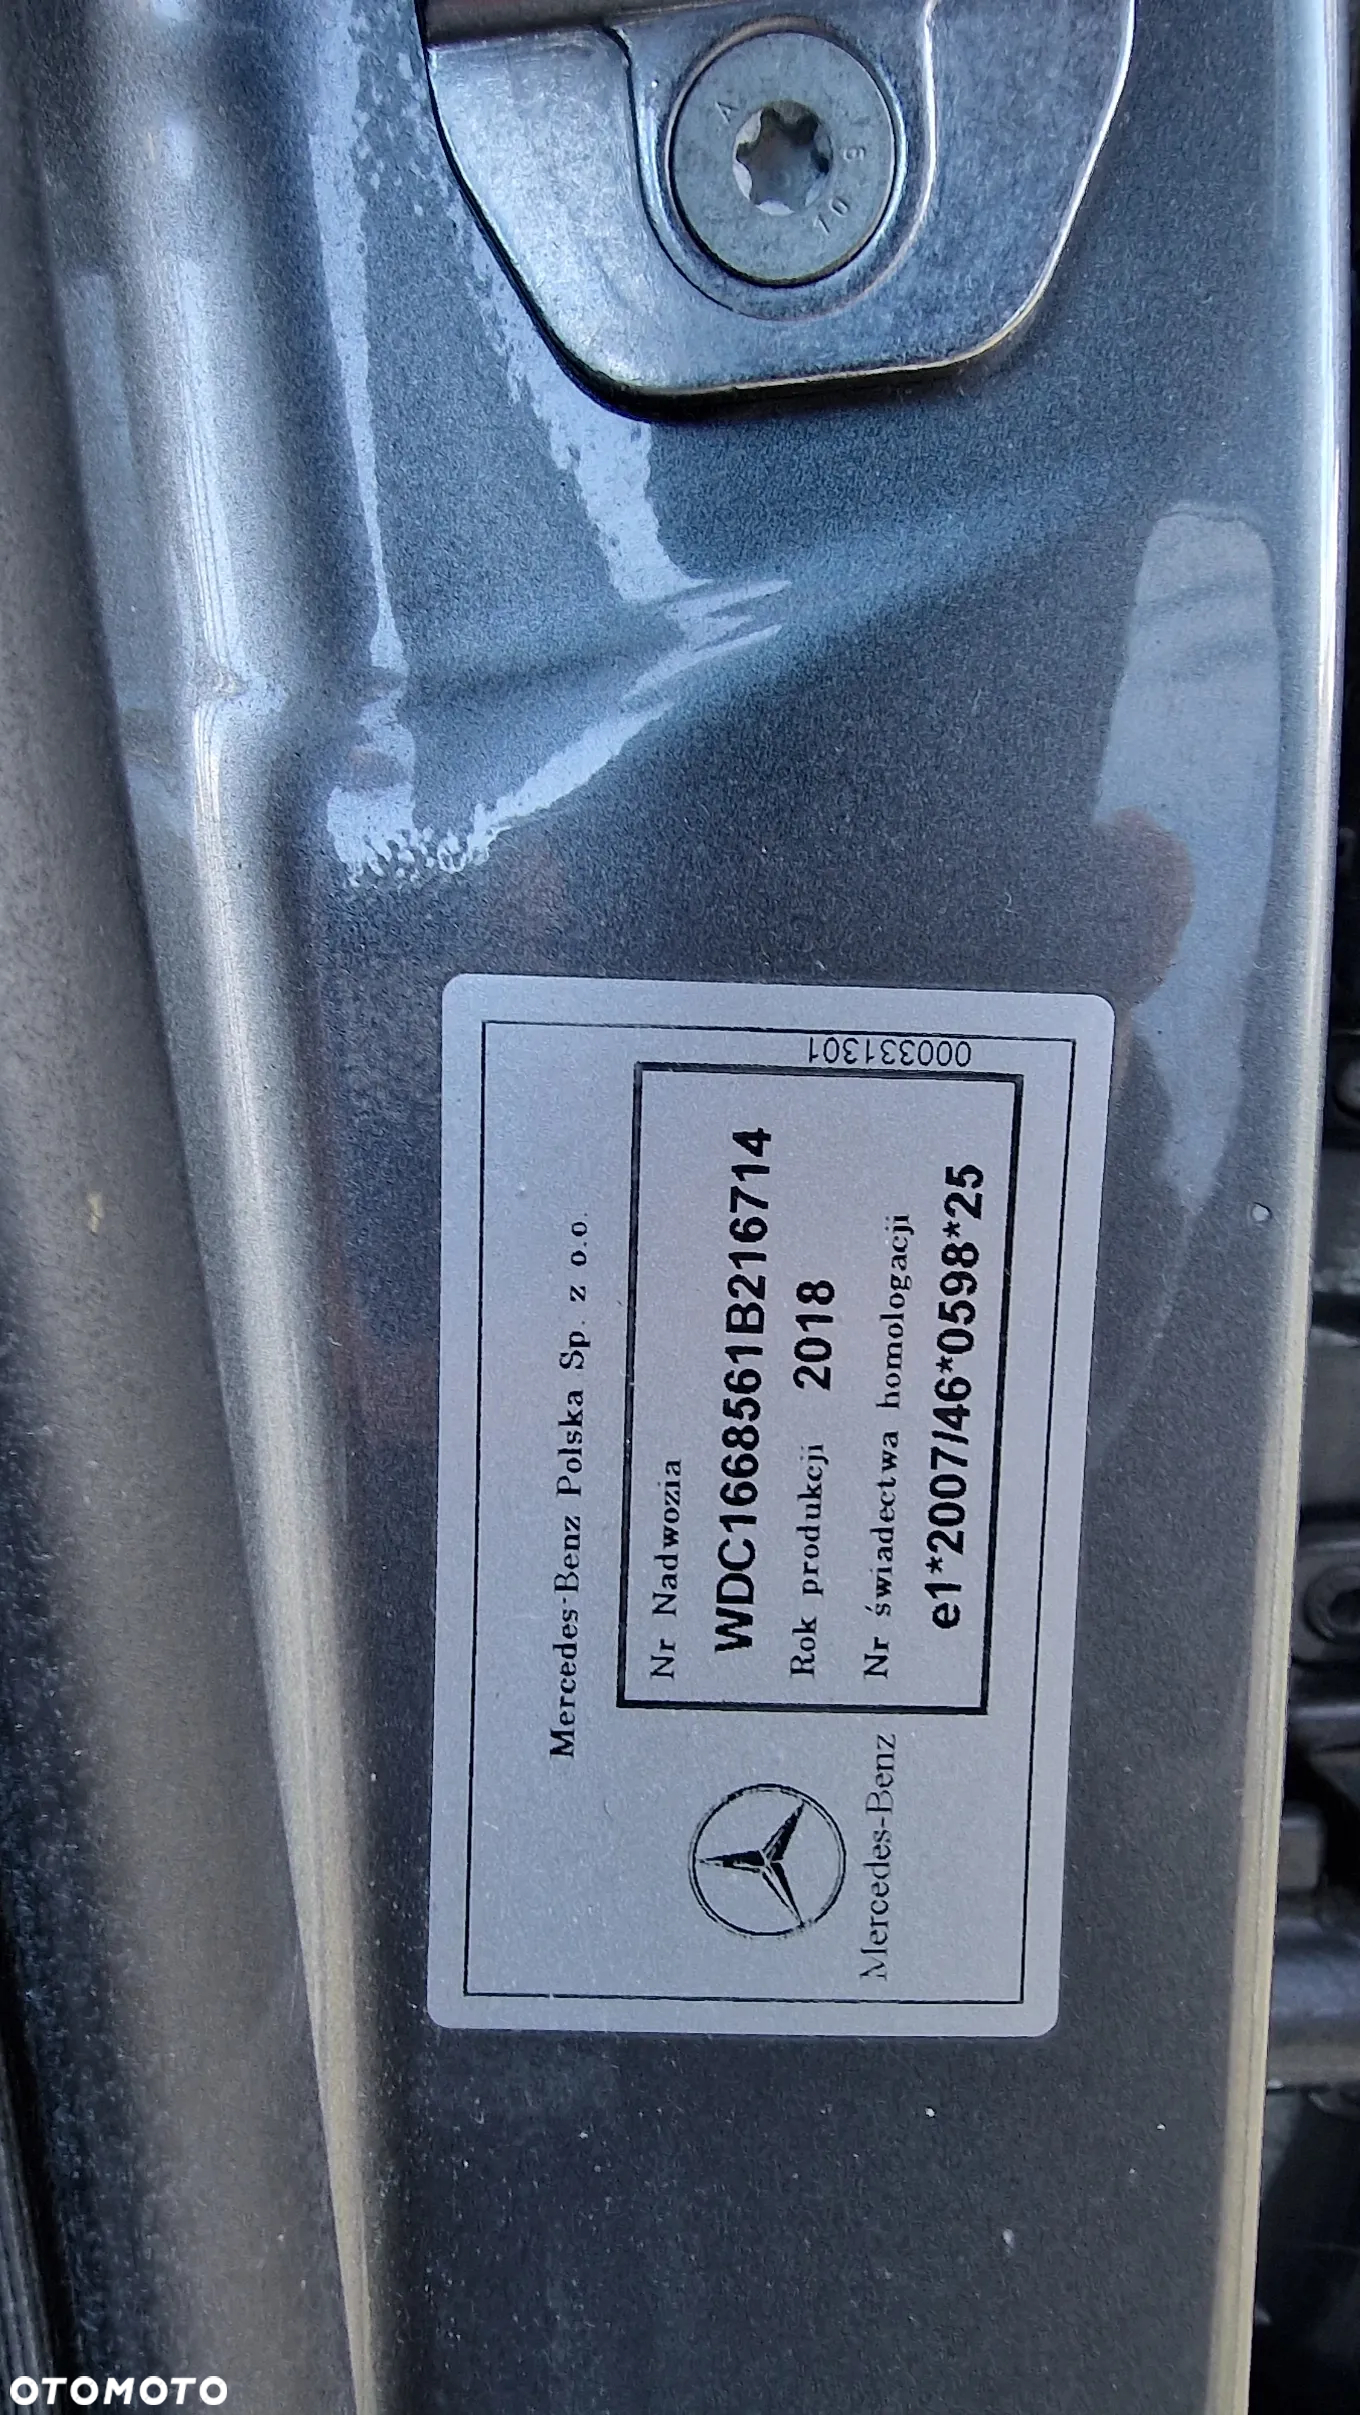 Mercedes-Benz Polska Sp. z o.o.
Nr Nadwozia
WDC1668561B216714
Rok produkcji 2018
Nr świadectwa homologacji
e1*2007/46*0598*25
Mercedes-Benz
000331301
OTOMOTO